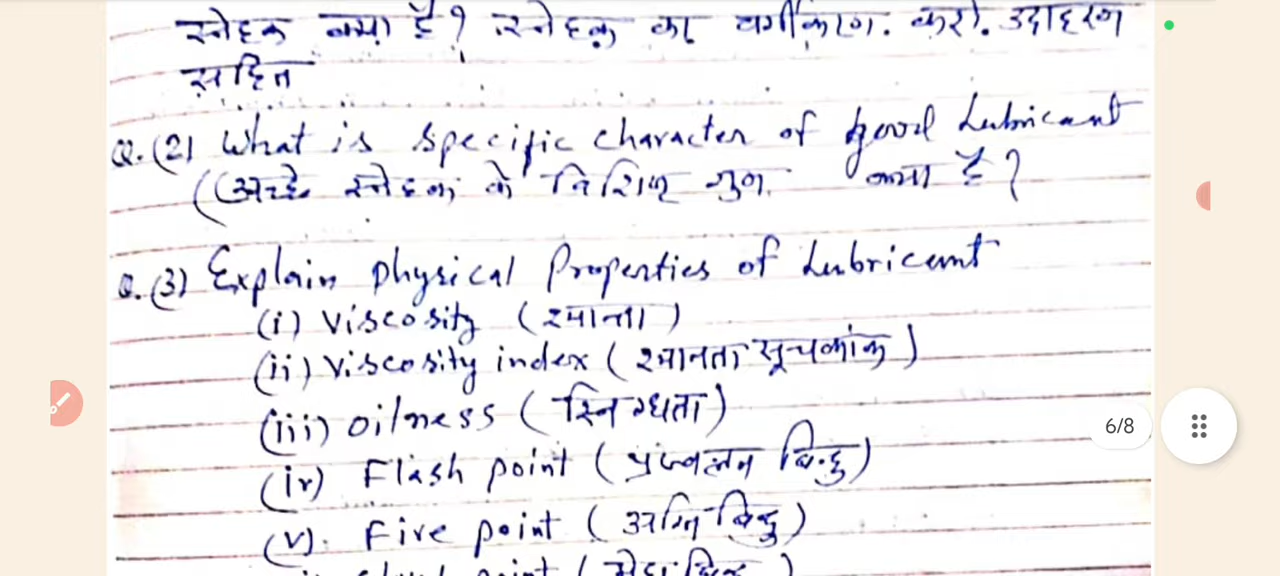 स्नेहक क्या है? स्नेहक का वर्गीकरण. करो. उदाहरण
सहित
Q.(2) What is specific character of good Lubricant
(अच्छे स्नेहक के विशिष्ट गुण. क्या है?
Q.(3) Explain physical Properties of Lubricant
(i) Viscosity (श्यानता)
(ii) Viscosity index (श्यानता सूचकांक)
(iii) oilness (स्निग्धता)
(iv) Flash point (प्रज्वलन बिन्दु)
(v). Fire point (अग्नि बिन्दु)
point (
6/8